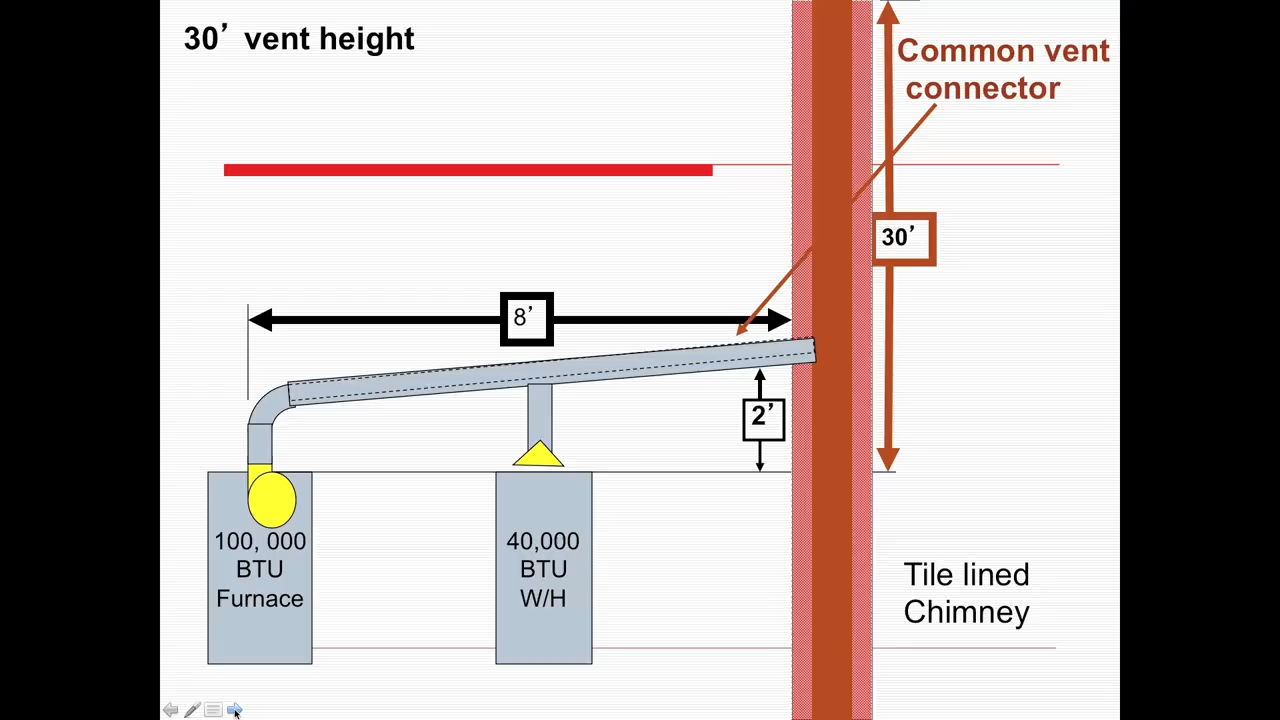 30’ vent height
Common vent
connector
30’
8’
2’
100, 000
BTU
Furnace
40,000
BTU
W/H
Tile lined
Chimney